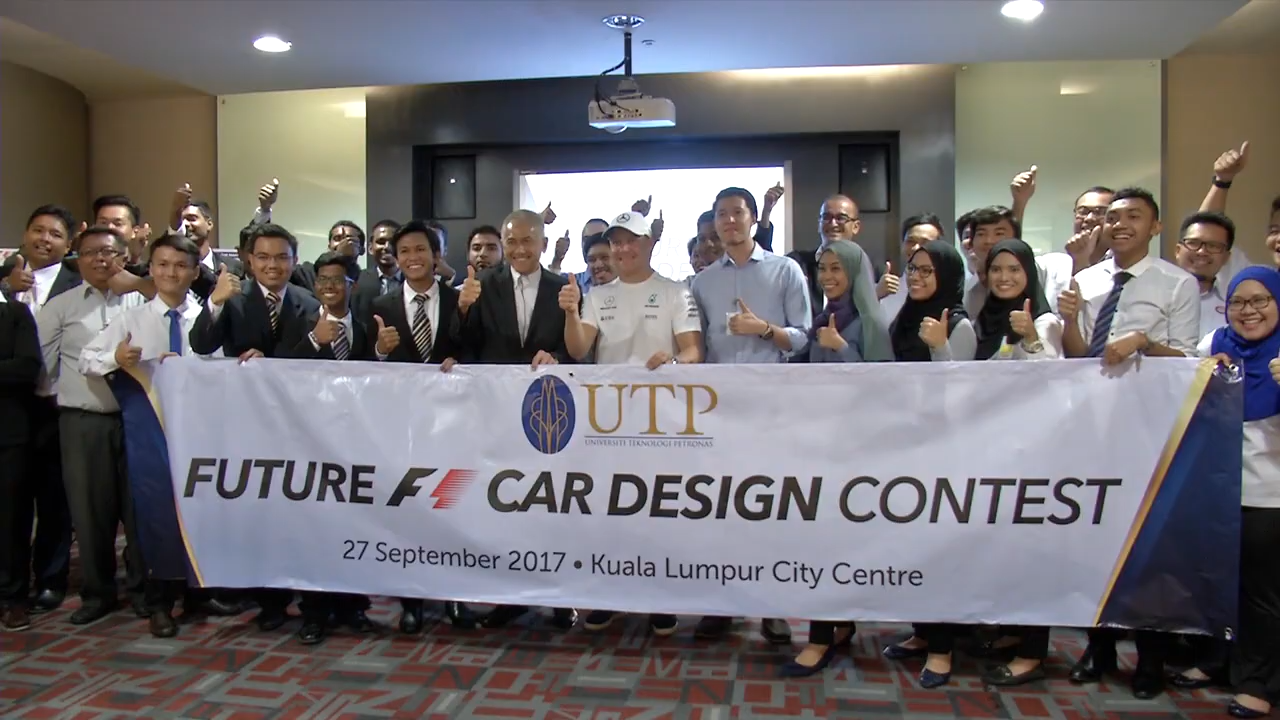 UTP
UNIVERSITI TEKNOLOGI PETRONAS
FUTURE F1 CAR DESIGN CONTEST
27 September 2017 • Kuala Lumpur City Centre